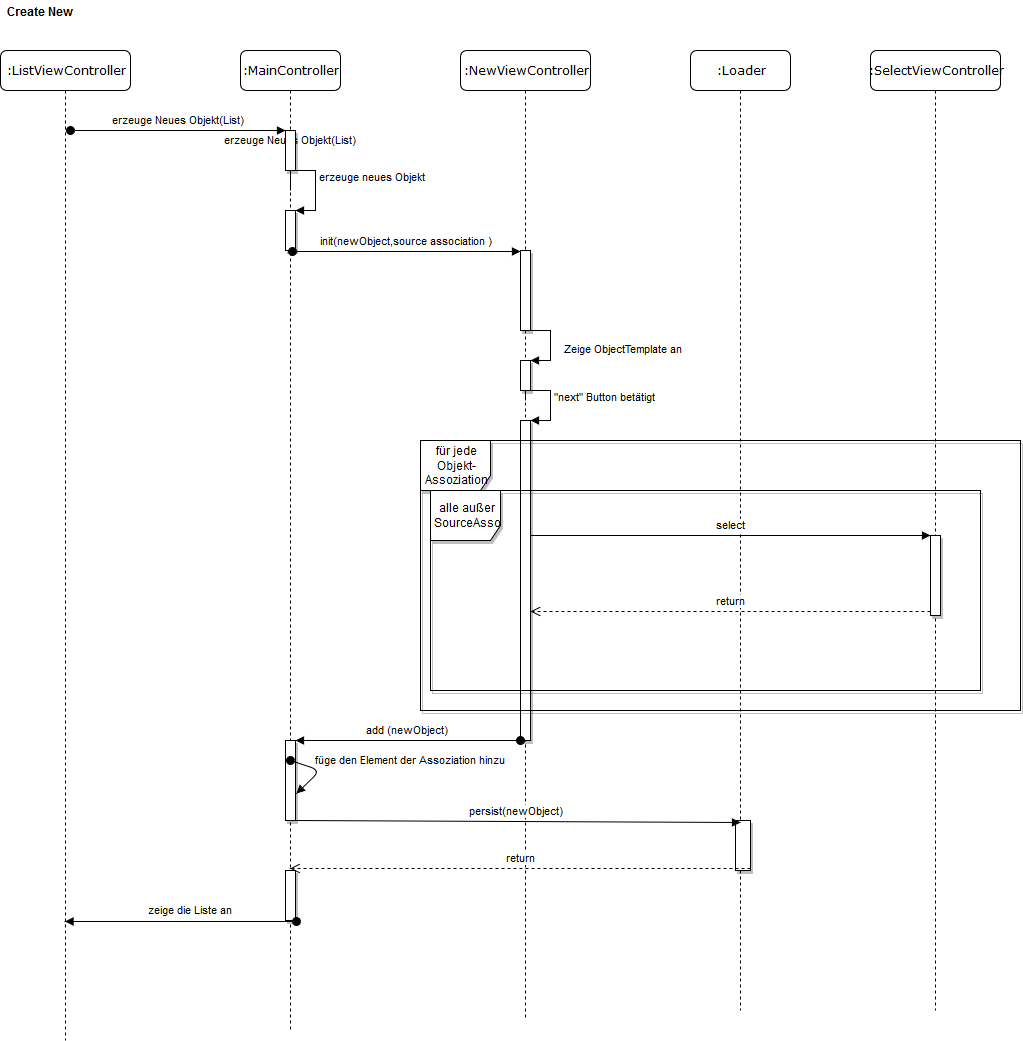 Create New
:ListViewController
:MainController
:NewViewController
:Loader
:SelectViewController
erzeuge Neues Objekt(List)
erzeuge Neues Objekt(List)
erzeuge neues Objekt
init(newObject,source association )
Zeige ObjectTemplate an
"next" Button betätigt
für jede
Objekt-
Assoziation
alle außer
SourceAsso
select
return
add (newObject)
füge den Element der Assoziation hinzu
persist(newObject)
return
zeige die Liste an